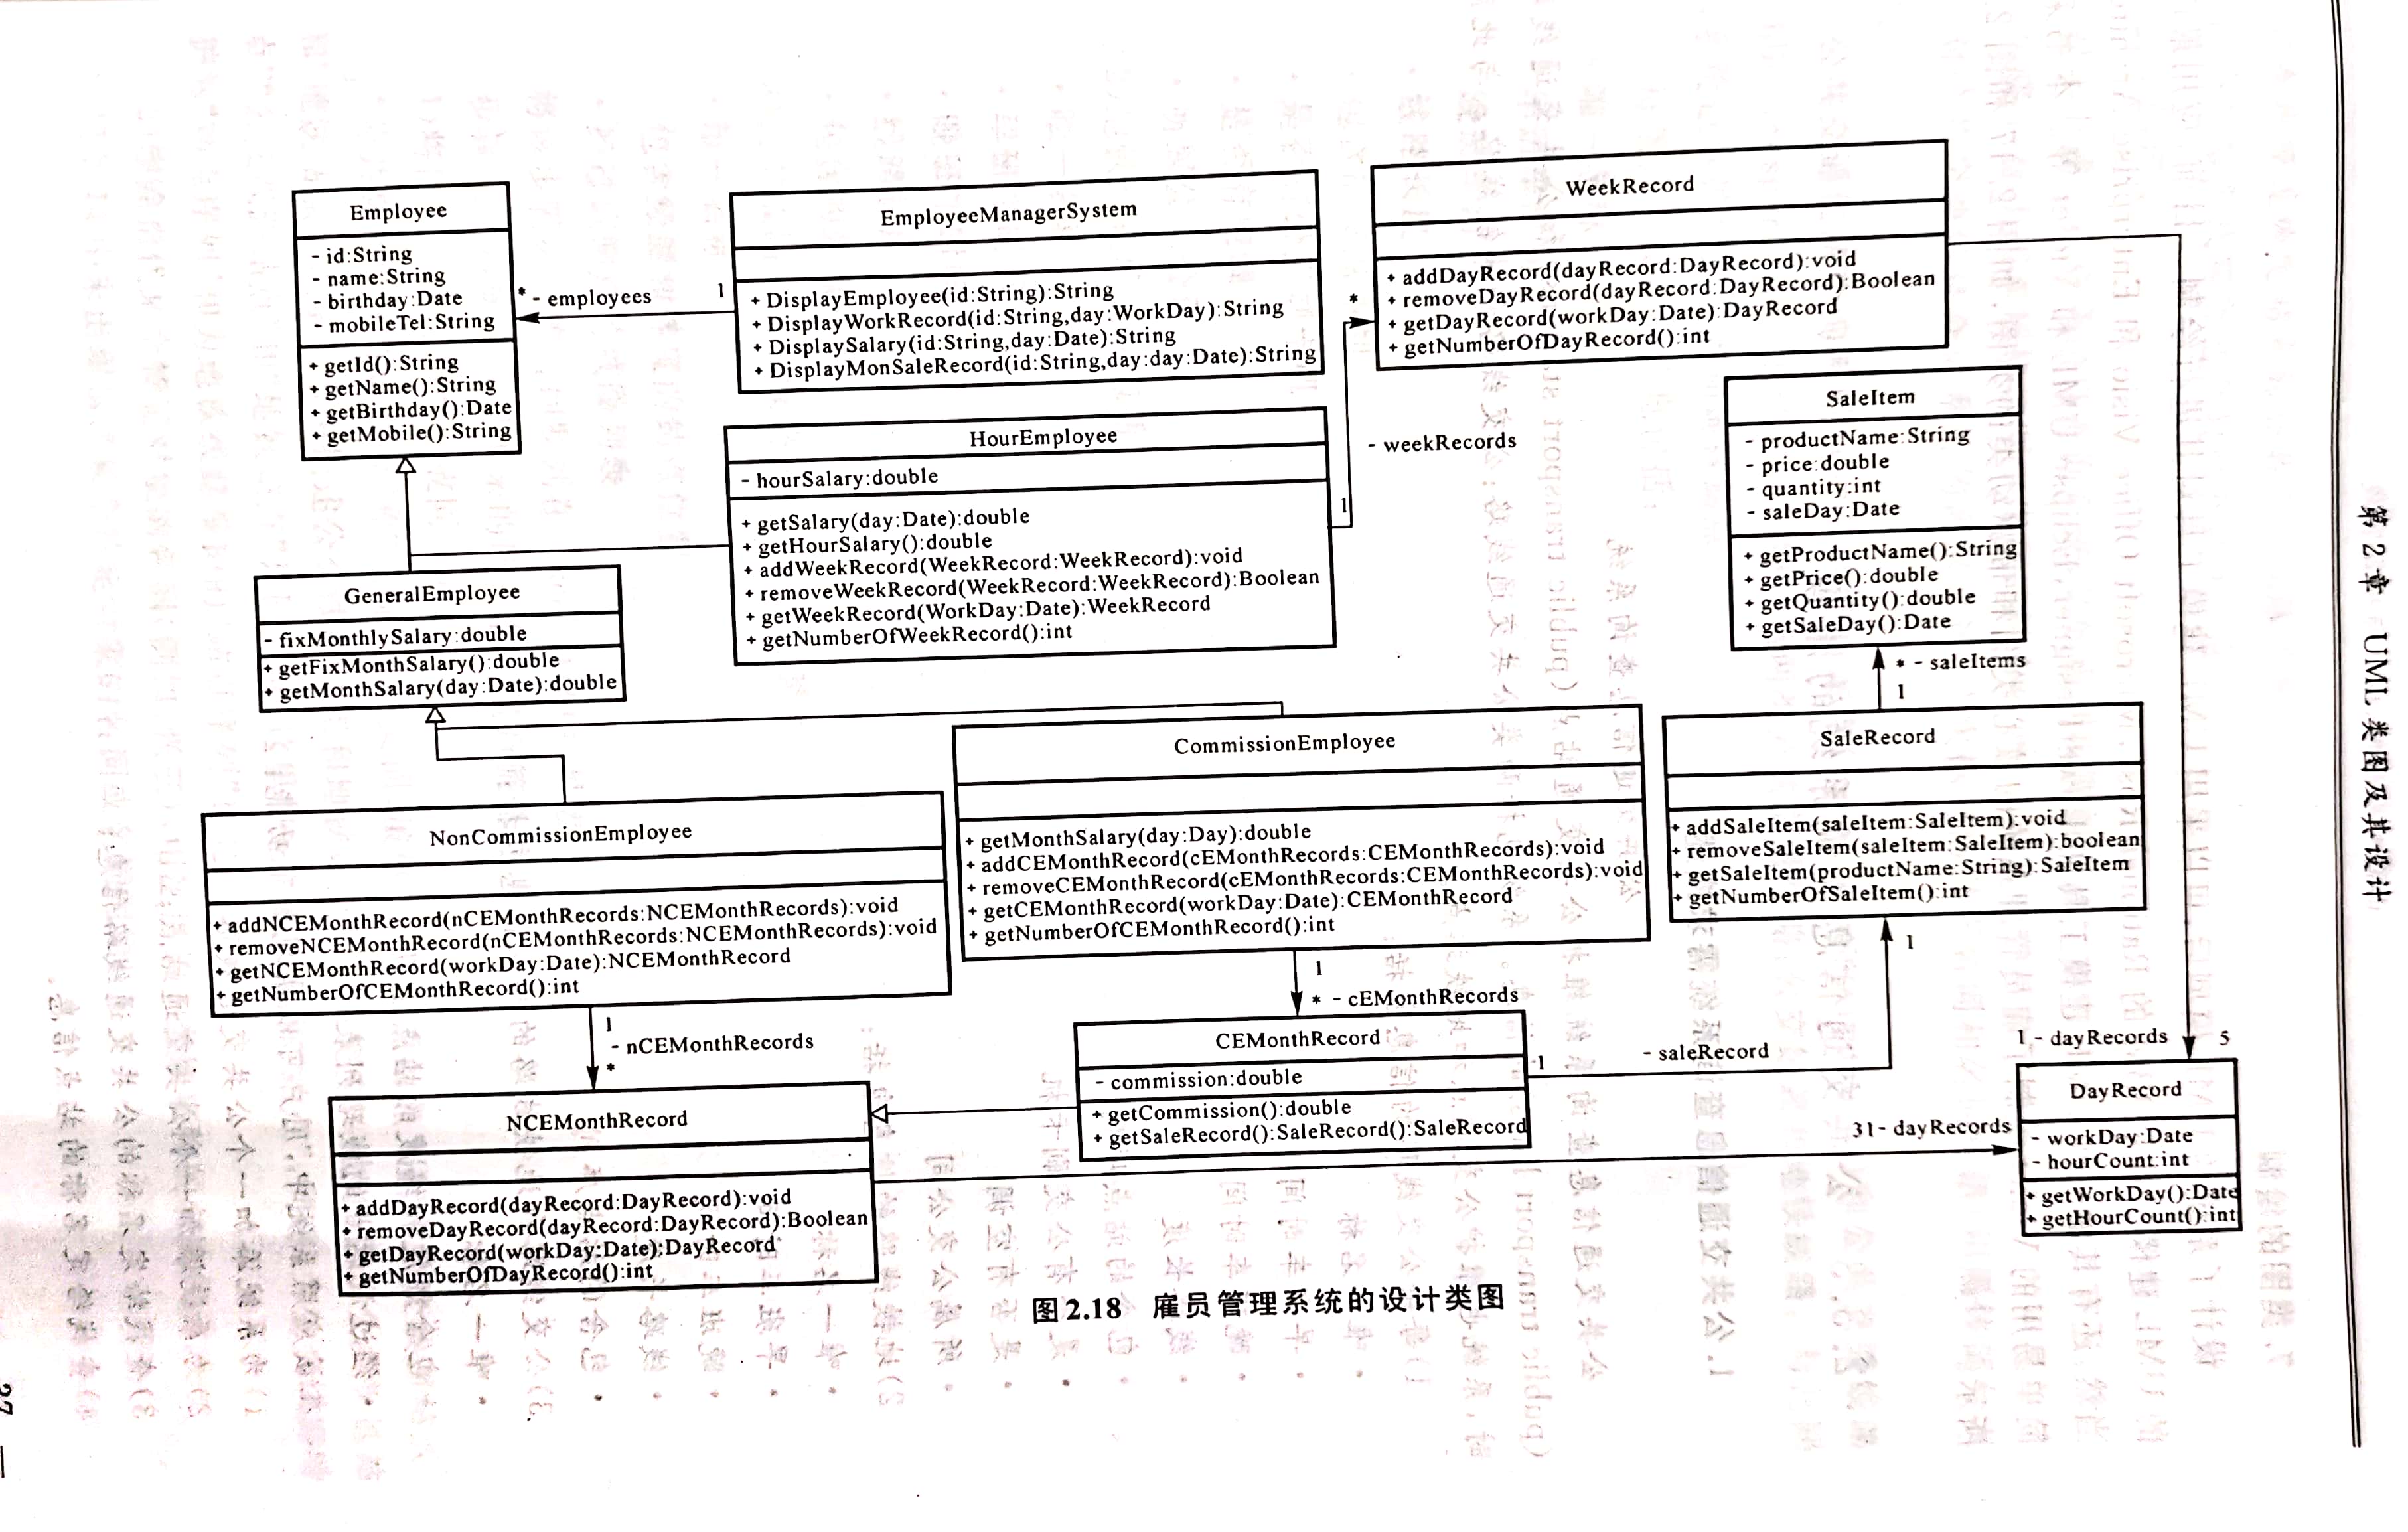 Employee
- id:String
- name:String
- birthday:Date
- mobileTel:String
+ getId():String
+ getName():String
+ getBirthday():Date
+ getMobile():String
* - employees 1
EmployeeManagerSystem
+ DisplayEmployee(id:String):String
+ DisplayWorkRecord(id:String,day:WorkDay):String
+ DisplaySalary(id:String,day:Date):String
+ DisplayMonSaleRecord(id:String,day:day:Date):String
WeekRecord
+ addDayRecord(dayRecord:DayRecord):void
+ removeDayRecord(dayRecord:DayRecord):Boolean
+ getDayRecord(workDay:Date):DayRecord
+ getNumberOfDayRecord():int
*
- weekRecords
1
HourEmployee
- hourSalary:double
+ getSalary(day:Date):double
+ getHourSalary():double
+ addWeekRecord(WeekRecord:WeekRecord):void
+ removeWeekRecord(WeekRecord:WeekRecord):Boolean
+ getWeekRecord(WorkDay:Date):WeekRecord
+ getNumberOfWeekRecord():int
SaleItem
- productName:String
- price:double
- quantity:int
- saleDay:Date
+ getProductName():String
+ getPrice():double
+ getQuantity():double
+ getSaleDay():Date
* - saleItems
1
GeneralEmployee
- fixMonthlySalary:double
+ getFixMonthSalary():double
+ getMonthSalary(day:Date):double
CommissionEmployee
+ getMonthSalary(day:Day):double
+ addCEMonthRecord(cEMonthRecords:CEMonthRecords):void
+ removeCEMonthRecord(cEMonthRecords:CEMonthRecords):void
+ getCEMonthRecord(workDay:Date):CEMonthRecord
+ getNumberOfCEMonthRecord():int
SaleRecord
+ addSaleItem(saleItem:SaleItem):void
+ removeSaleItem(saleItem:SaleItem):boolean
+ getSaleItem(productName:String):SaleItem
+ getNumberOfSaleItem():int
1
NonCommissionEmployee
+ addNCEMonthRecord(nCEMonthRecords:NCEMonthRecords):void
+ removeNCEMonthRecord(nCEMonthRecords:NCEMonthRecords):void
+ getNCEMonthRecord(workDay:Date):NCEMonthRecord
+ getNumberOfCEMonthRecord():int
1
- nCEMonthRecords
*
1
* - cEMonthRecords
CEMonthRecord
- commission:double
+ getCommission():double
+ getSaleRecord():SaleRecord():SaleRecord
1 - saleRecord
1 - dayRecords 5
31- dayRecords
DayRecord
- workDay:Date
- hourCount:int
+ getWorkDay():Date
+ getHourCount():int
NCEMonthRecord
+ addDayRecord(dayRecord:DayRecord):void
+ removeDayRecord(dayRecord:DayRecord):Boolean
+ getDayRecord(workDay:Date):DayRecord
+ getNumberOfDayRecord():int
图2.18 雇员管理系统的设计类图
第2章 UML类图及其设计
27